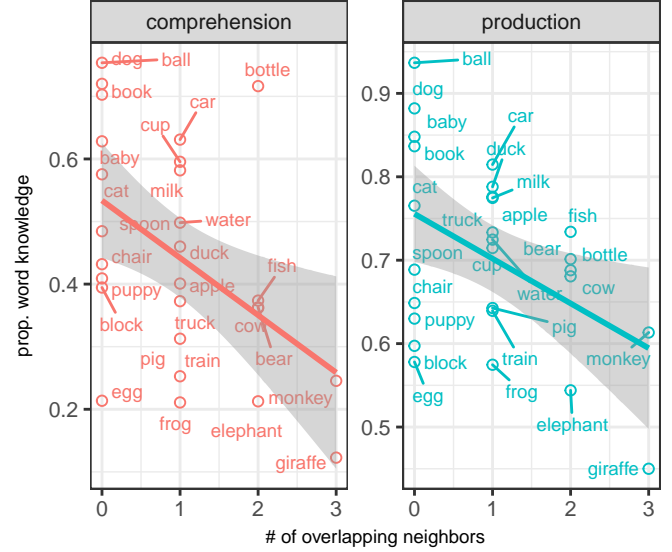 comprehension
production
prop. word knowledge
0.6
0.4
0.2
dog
ball
book
bottle
car
cup
baby
cat
milk
spoon
water
duck
chair
fish
puppy
apple
block
truck
cow
bear
pig
train
egg
monkey
frog
elephant
giraffe
0
1
2
3
0.9
0.8
0.7
0.6
0.5
ball
dog
car
baby
duck
book
milk
cat
apple
fish
truck
bear
spoon
bottle
cup
chair
water
cow
puppy
pig
block
train
monkey
egg
frog
elephant
giraffe
0
1
2
3
# of overlapping neighbors